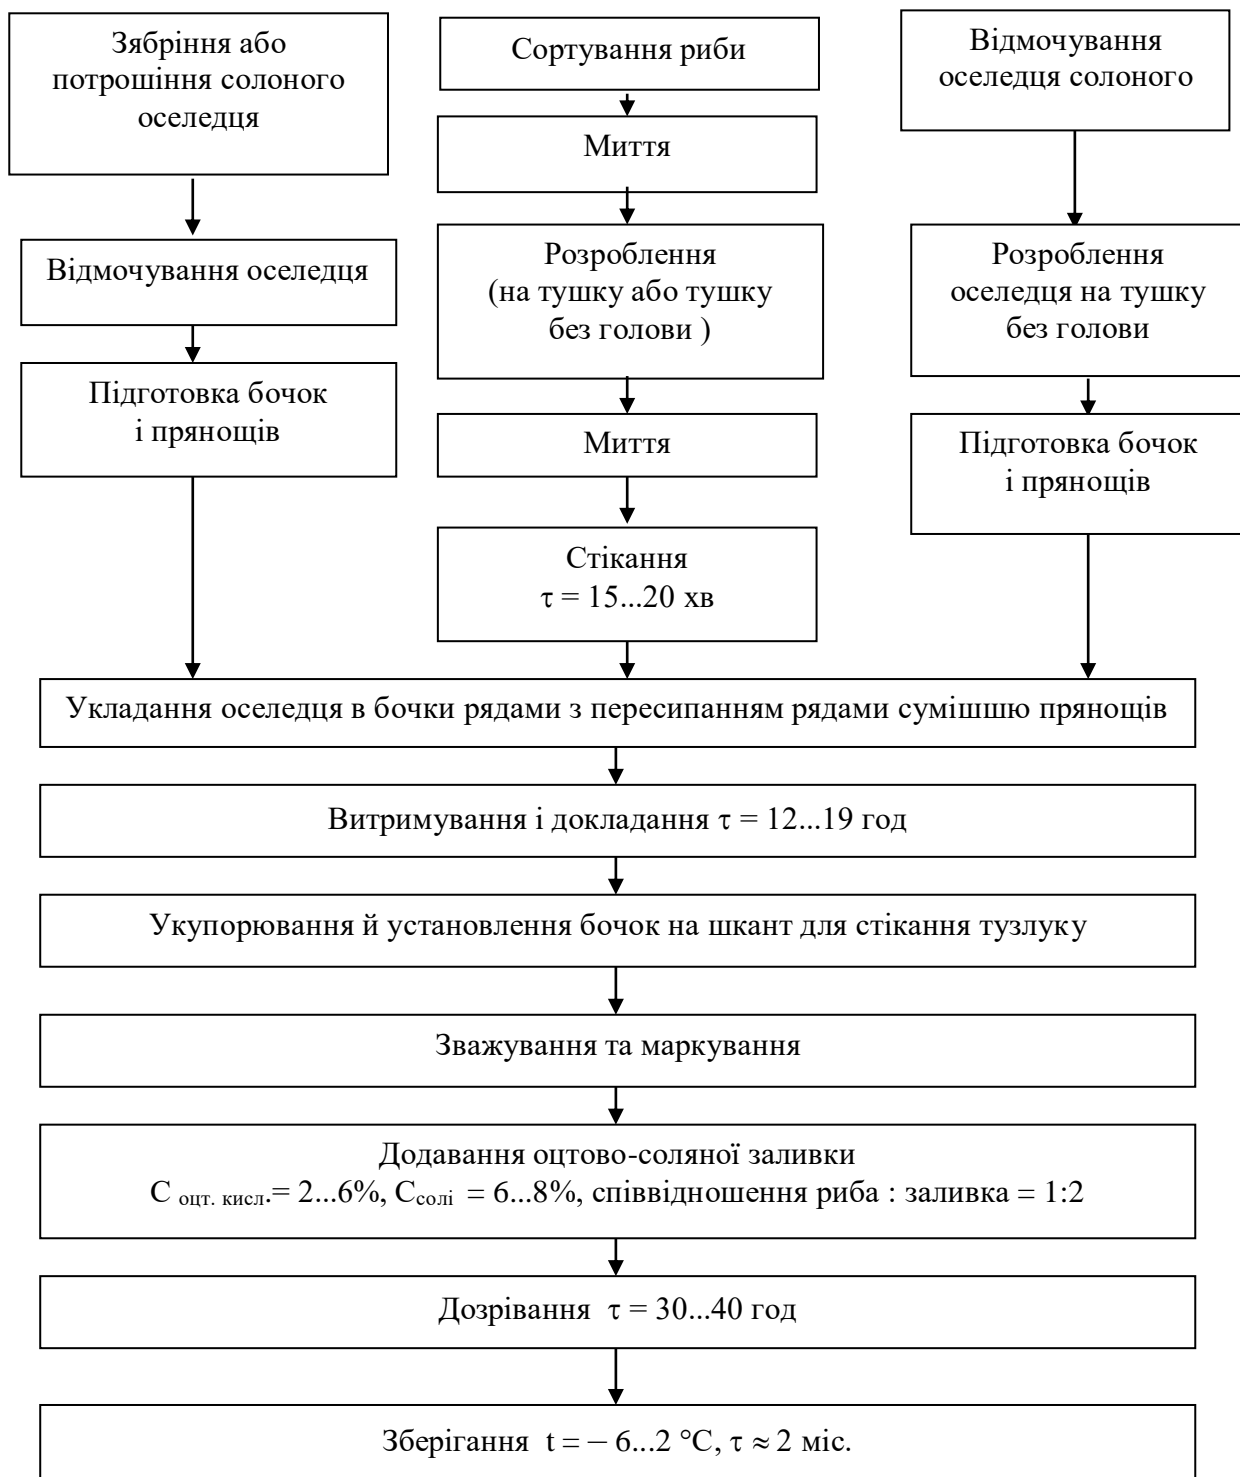 Зябріння або
потрошіння солоного
оселедця
Відмочування оселедця
Підготовка бочок
і прянощів
Сортування риби
Миття
Розроблення
(на тушку або тушку
без голови )
Миття
Стікання
τ = 15...20 хв
Відмочування
оселедця солоного
Розроблення
оселедця на тушку
без голови
Підготовка бочок
і прянощів
Укладання оселедця в бочки рядами з пересипанням рядами сумішшю прянощів
Витримування і докладання τ = 12...19 год
Укупорювання й установлення бочок на шкант для стікання тузлуку
Зважування та маркування
Додавання оцтово-соляної заливки
С оцт. кисл.= 2...6%, Ссолі = 6...8%, співвідношення риба : заливка = 1:2
Дозрівання τ = 30...40 год
Зберігання t = – 6...2 °С, τ ≈ 2 міс.